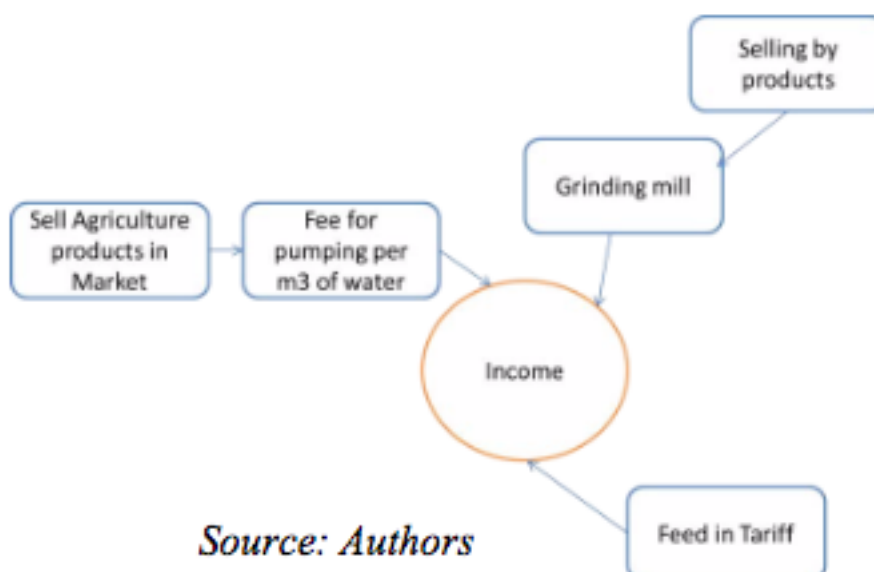 Selling by
products
Grinding mill
Sell Agriculture
products in
Market
Fee for
pumping per
m3 of water
Income
Feed in Tariff
Source: Authors